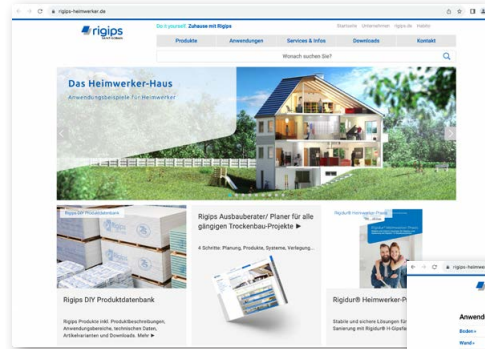 rigips-heimwerker.de
rigips
Do it yourself. Zuhause mit Rigips
Startseite Unternehmen rigips.de Habito
Produkte Anwendungen Services & Infos Downloads Kontakt
Wonach suchen Sie?
Das Heimwerker-Haus
Anwendungsbeispiele für Heimwerker
Rigips DIY Produktdatenbank
Rigips Ausbauberater/ Planer für alle
gängigen Trockenbau-Projekte ►
4 Schritte: Planung, Produkte, Systeme, Verlegung...
Rigidur® Heimwerker Praxis
Rigips DIY Produktdatenbank
Rigips Produkte inkl. Produktbeschreibungen,
Anwendungsbereiche, technischen Daten,
Artikelvarianten und Downloads. Mehr ►
Rigidur® Heimwerker-P
Stabile und sichere Lösungen für
Sanierung mit Rigidur® H Gipsfa
rigips-heimwer
Anwend
Boden
Wand